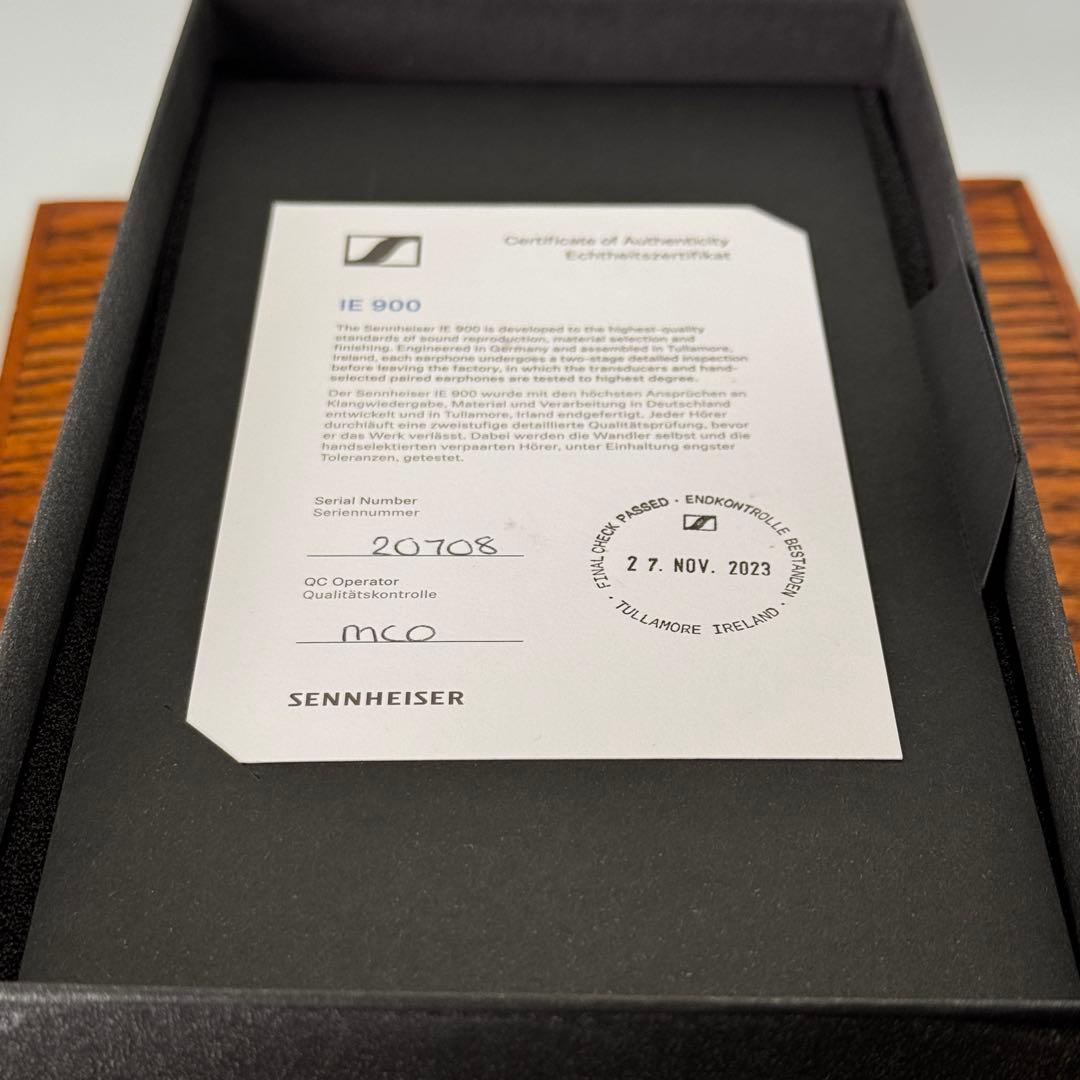 Certificate of Authenticity
Echtheitszertifikat
IE 900
The Sennheiser IE 900 is developed to the highest-quality
standards of sound reproduction, material selection and
finishing. Engineered in Germany and assembled in Tullamore,
Ireland, each earphone undergoes a two-stage detailed inspection
before leaving the factory, in which the transducers and hand-
selected paired earphones are tested to highest degree.
Der Sennheiser IE 900 wurde mit den höchsten Ansprüchen an
Klangwiedergabe, Material und Verarbeitung in Deutschland
entwickelt und in Tullamore, Irland endgefertigt. Jeder Hörer
durchläuft eine zweistufige detaillierte Qualitätsprüfung, bevor
er das Werk verlässt. Dabei werden die Wandler selbst und die
handselektierten verpaarten Hörer, unter Einhaltung engster
Toleranzen, getestet.
Serial Number
Seriennummer
20708
QC Operator
Qualitätskontrolle
mco
SENNHEISER
· FINAL CHECK PASSED · ENDKONTROLLE BESTANDEN ·
27. NOV. 2023
TULLAMORE IRELAND